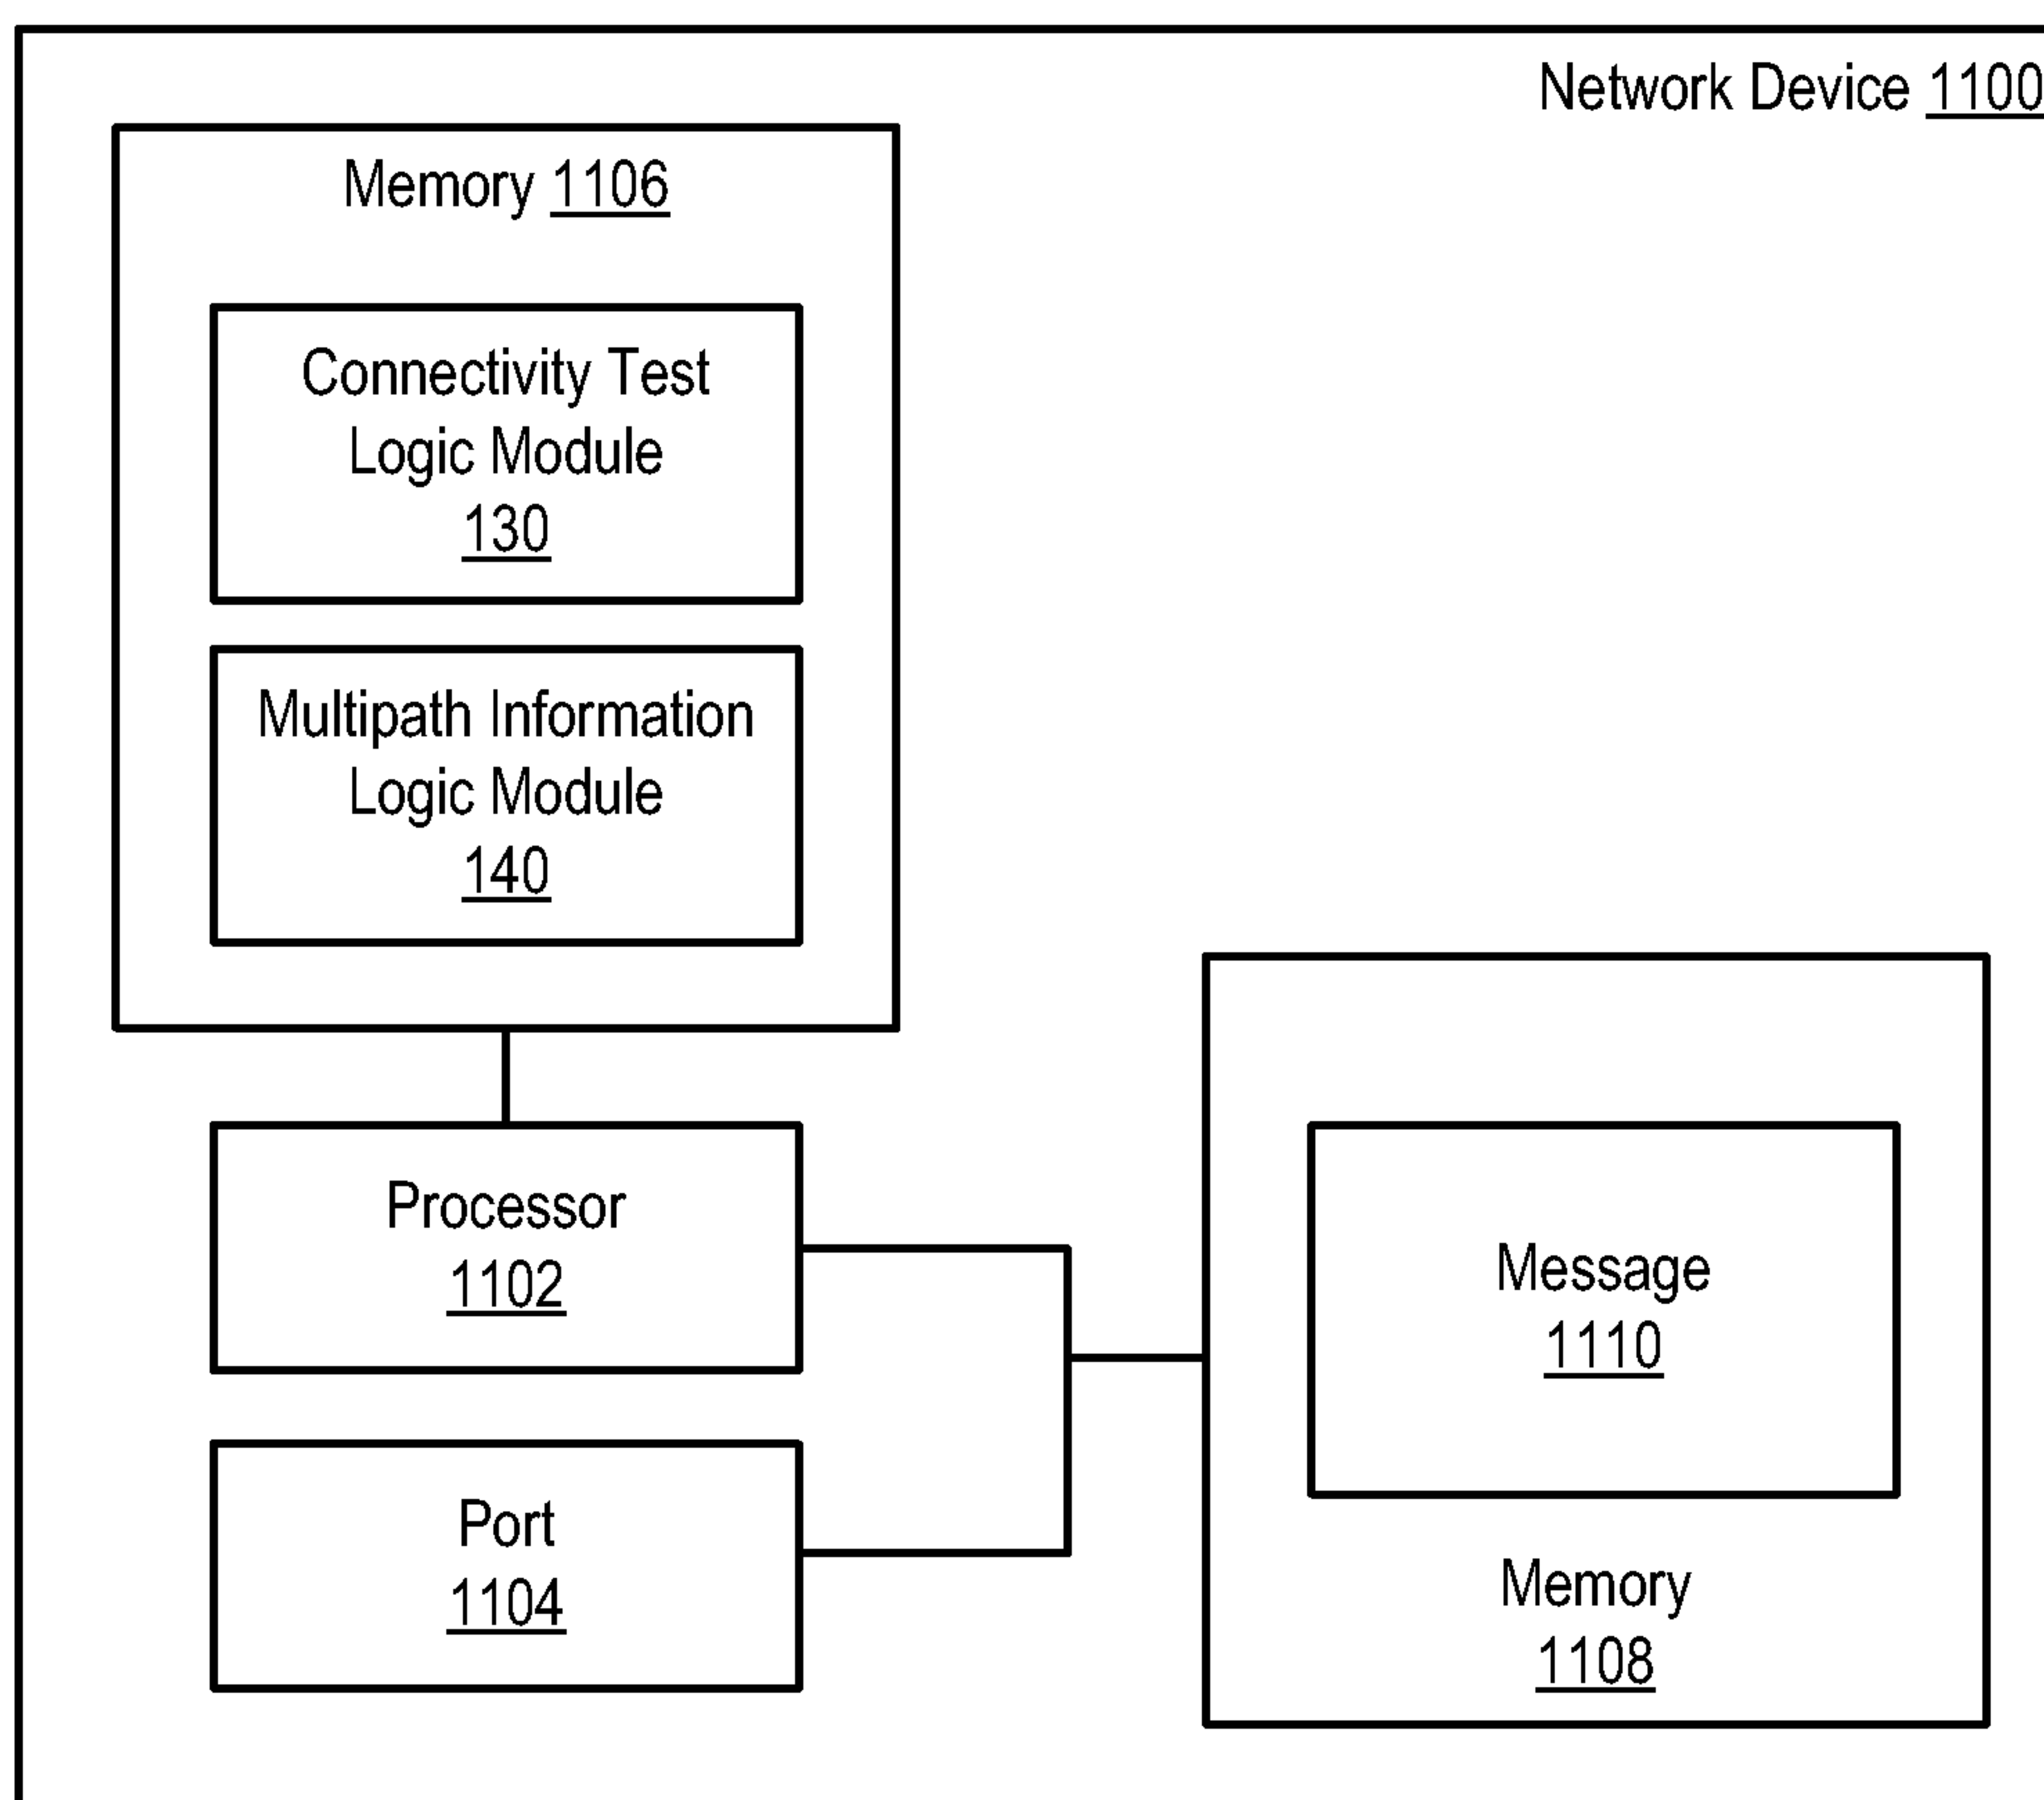 Network Device 1100
Memory 1106
Connectivity Test
Logic Module
130
Multipath Information
Logic Module
140
Processor
1102
Port
1104
Message
1110
Memory
1108